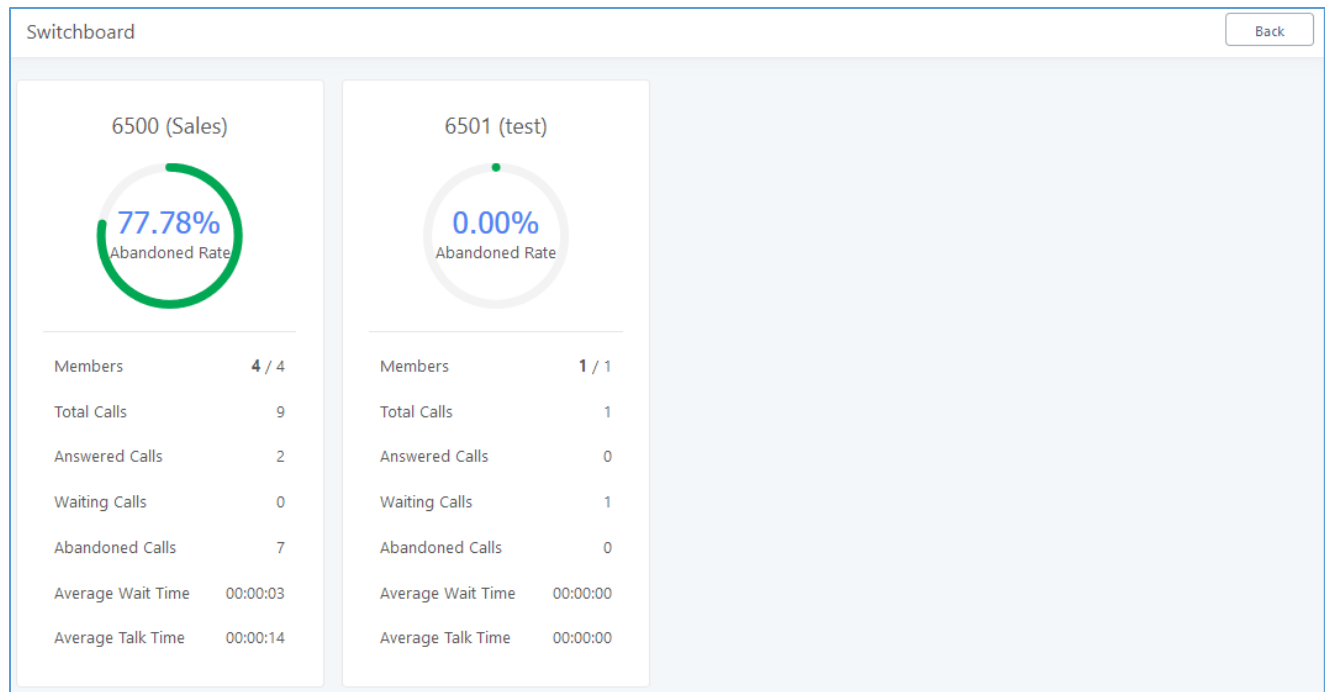 Switchboard
Back
6500 (Sales)
77.78%
Abandoned Rate
Members 4 / 4
Total Calls 9
Answered Calls 2
Waiting Calls 0
Abandoned Calls 7
Average Wait Time 00:00:03
Average Talk Time 00:00:14
6501 (test)
0.00%
Abandoned Rate
Members 1 / 1
Total Calls 1
Answered Calls 0
Waiting Calls 1
Abandoned Calls 0
Average Wait Time 00:00:00
Average Talk Time 00:00:00